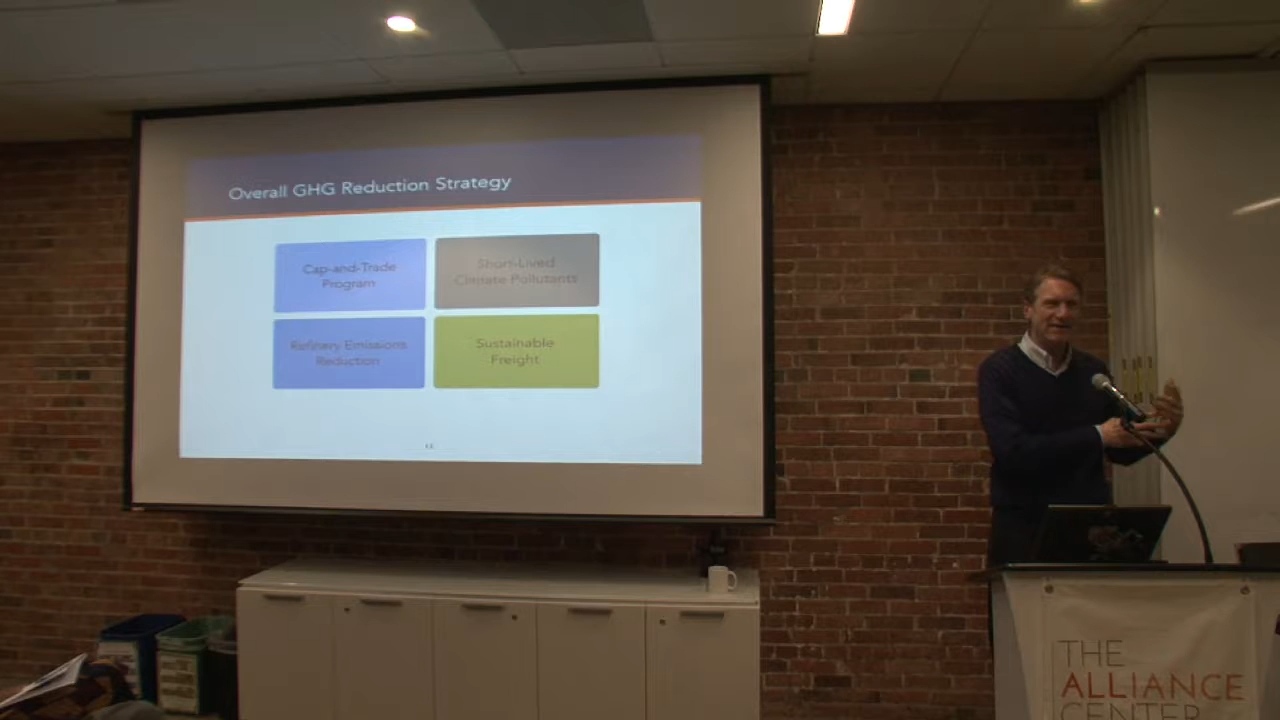 Overall GHG Reduction Strategy
Cap-and-Trade
Program
Short-Lived
Climate Pollutants
Refinery Emissions
Reduction
Sustainable
Freight
THE
ALLIANCE
CENTER